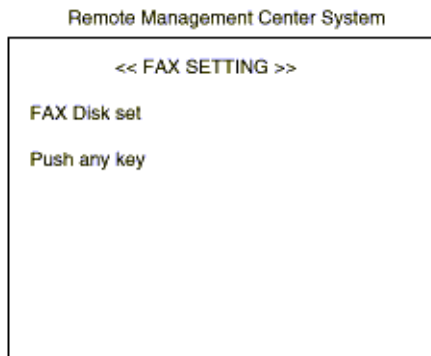 Remote Management Center System
<< FAX SETTING >>
FAX Disk set
Push any key